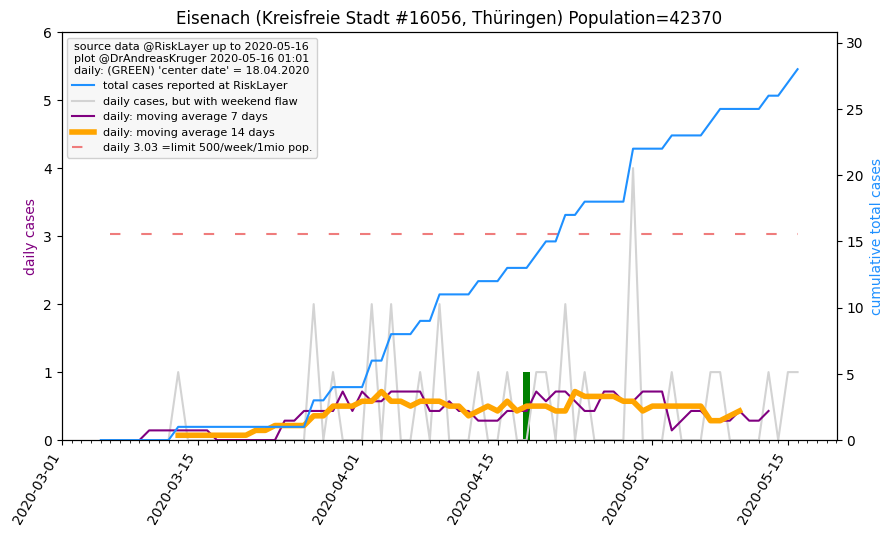 Eisenach (Kreisfreie Stadt #16056, Thüringen) Population=42370
source data @RiskLayer up to 2020-05-16
plot @DrAndreasKruger 2020-05-16 01:01
daily: (GREEN) 'center date' = 18.04.2020
total cases reported at RiskLayer
daily cases, but with weekend flaw
daily: moving average 7 days
daily: moving average 14 days
daily 3.03 =limit 500/week/1mio pop.
daily cases
6
5
4
3
2
1
0
30
25
20
15
10
5
0
cumulative total cases
2020-03-01
2020-03-15
2020-04-01
2020-04-15
2020-05-01
2020-05-15